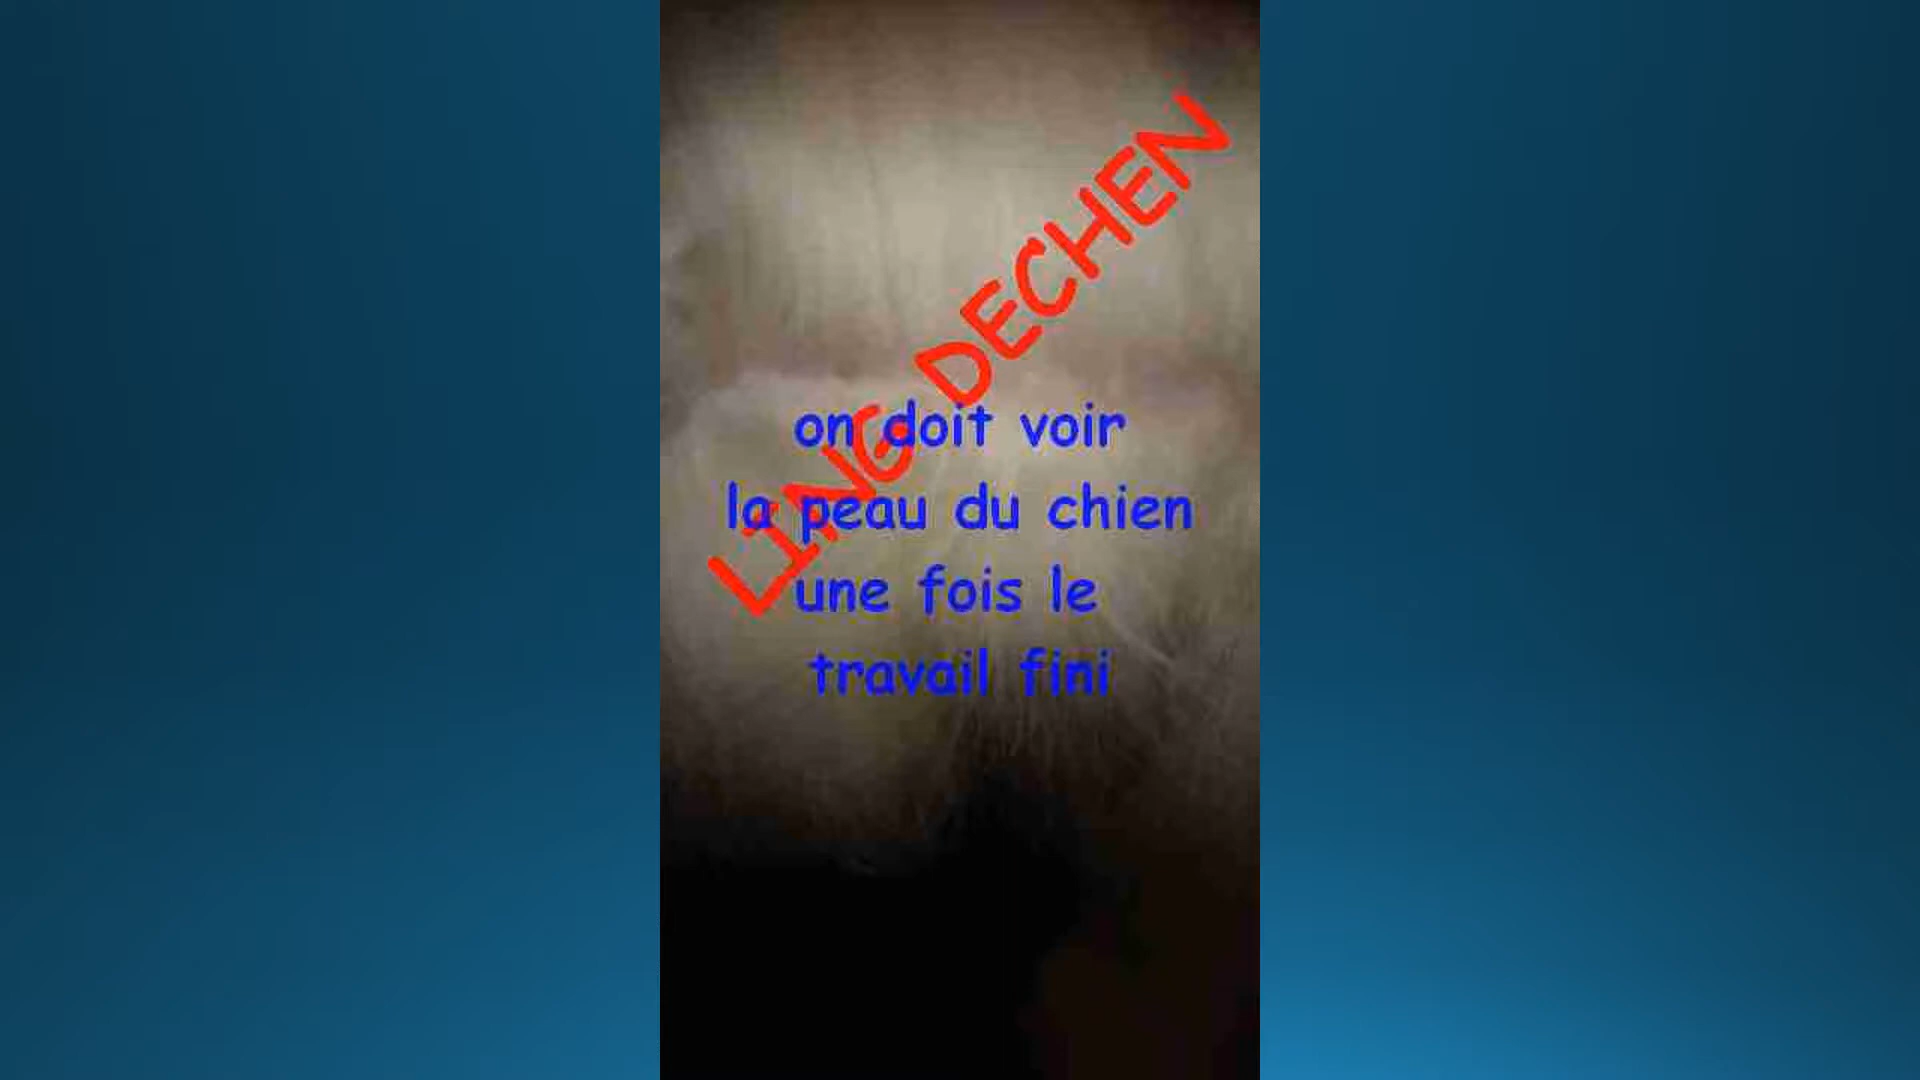 LING DECHEN
on doit voir
la peau du chien
une fois le
travail fini